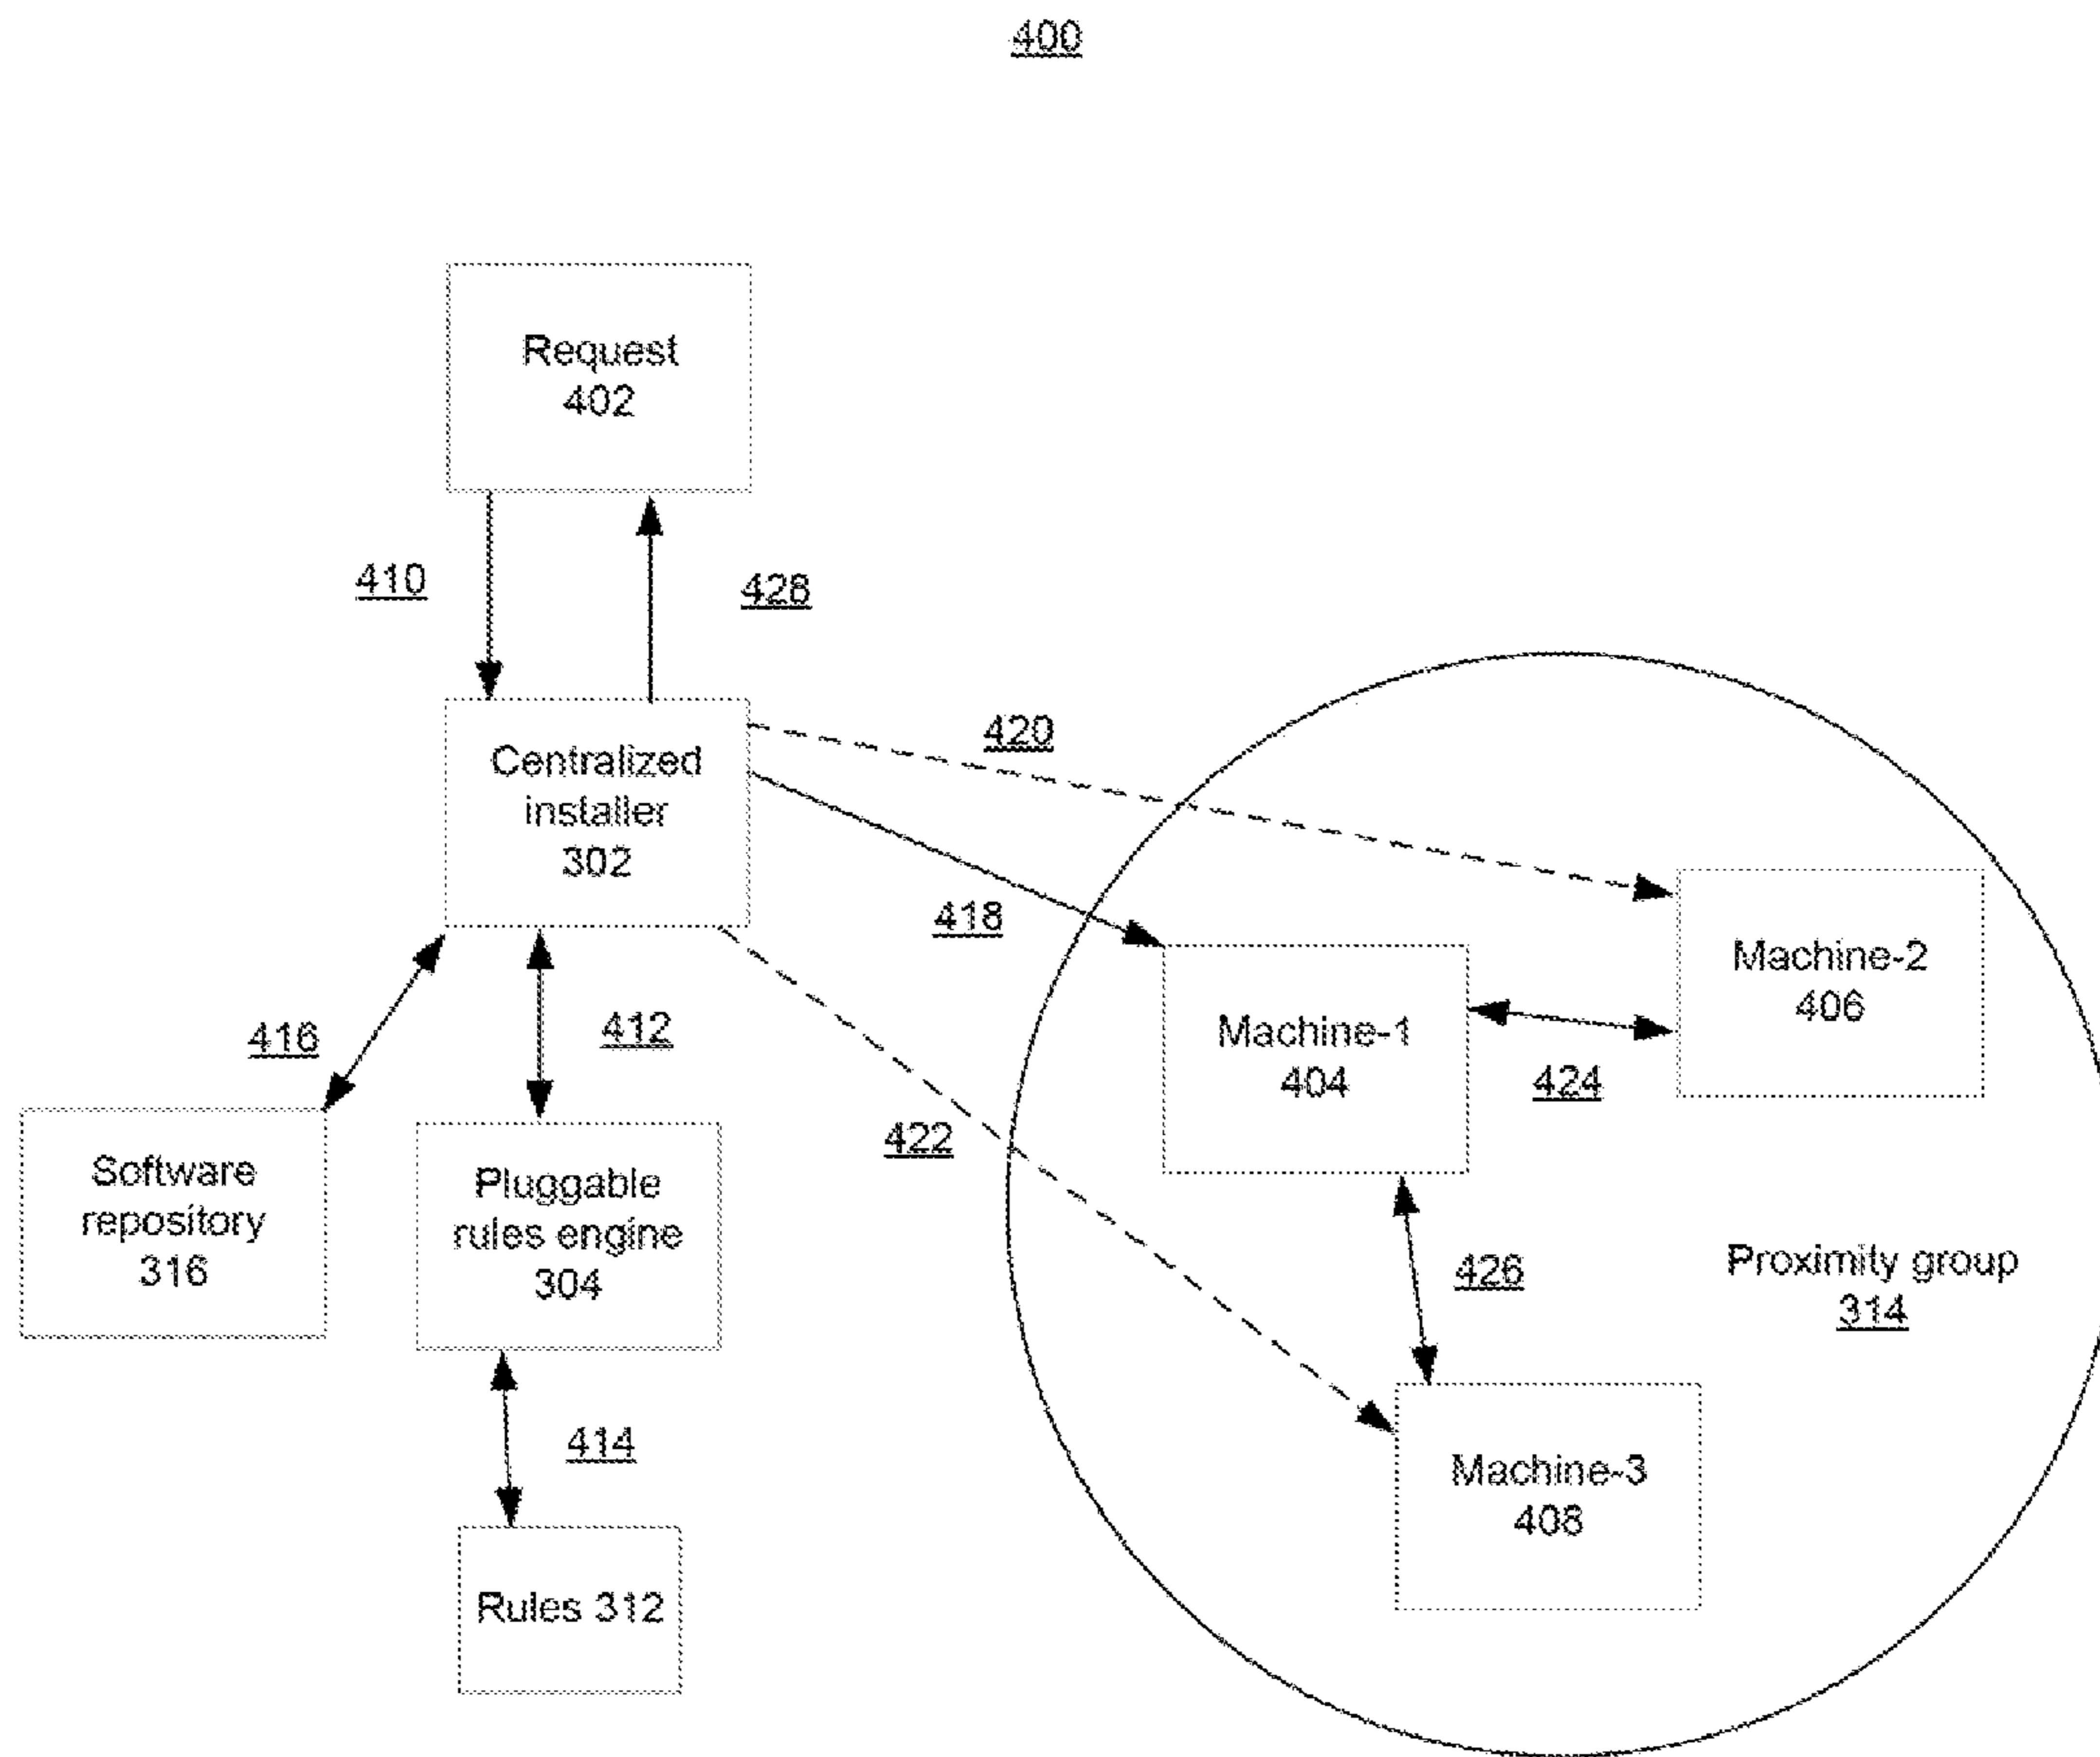 400
Request
402
410
428
Centralized
installer
302
420
418
416
412
422
Software
repository
316
Pluggable
rules engine
304
414
Rules 312
Machine-1
404
Machine-2
406
424
426
Proximity group
314
Machine-3
408